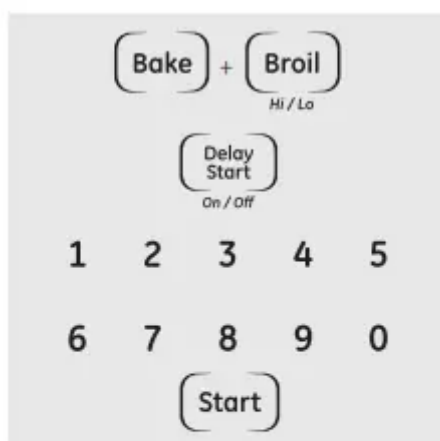 Bake + Broil
Hi / Lo
Delay
Start
On / Off
1 2 3 4 5
6 7 8 9 0
Start